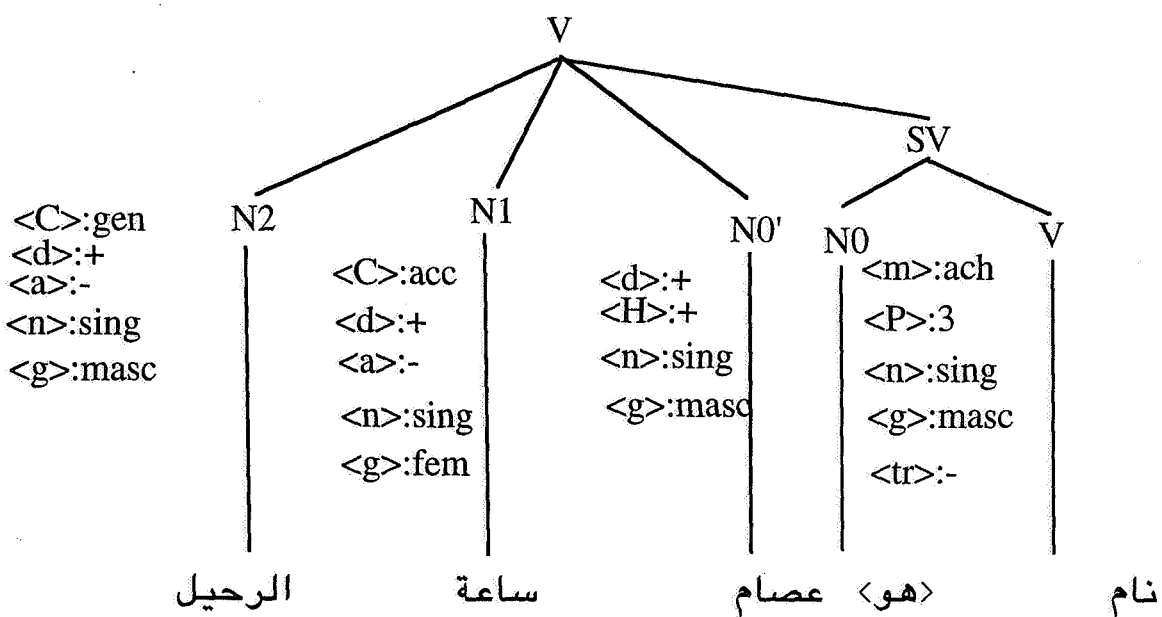 V
SV
N2 N1 N0' N0 V
<C>:gen
<d>:+
<a>:-
<n>:sing
<g>:masc
<C>:acc
<d>:+
<a>:-
<n>:sing
<g>:fem
<d>:+
<H>:+
<n>:sing
<g>:masc
<m>:ach
<P>:3
<n>:sing
<g>:masc
<tr>:-
نام <هو> عصام ساعة الرحيل